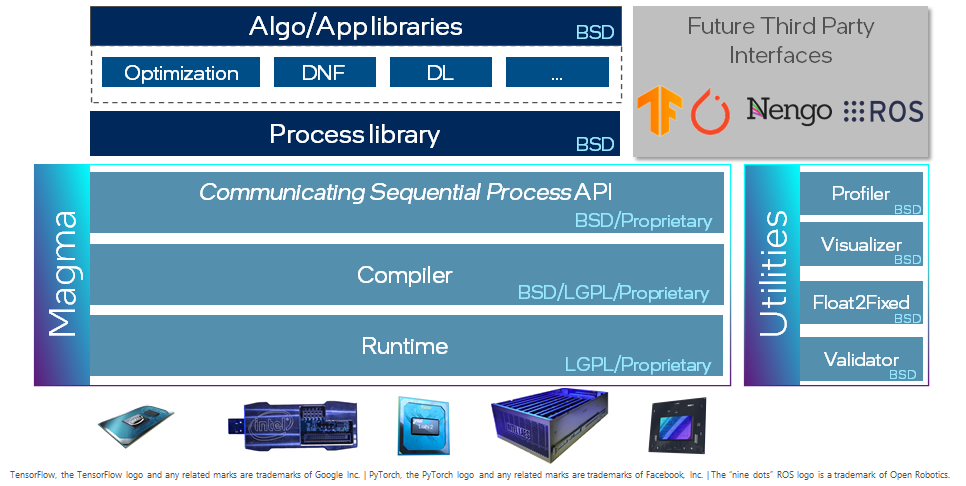 Algo/App libraries
BSD
Optimization
DNF
DL
...
Process library
BSD
Future Third Party
Interfaces
Nengo
ROS
Magma
Communicating Sequential Process API
BSD/Proprietary
Compiler
BSD/LGPL/Proprietary
Runtime
LGPL/Proprietary
Utilities
Profiler
BSD
Visualizer
BSD
Float2Fixed
BSD
Validator
BSD
intel
TensorFlow, the TensorFlow logo and any related marks are trademarks of Google Inc. | PyTorch, the PyTorch logo and any related marks are trademarks of Facebook, Inc. | The “nine dots” ROS logo is a trademark of Open Robotics.